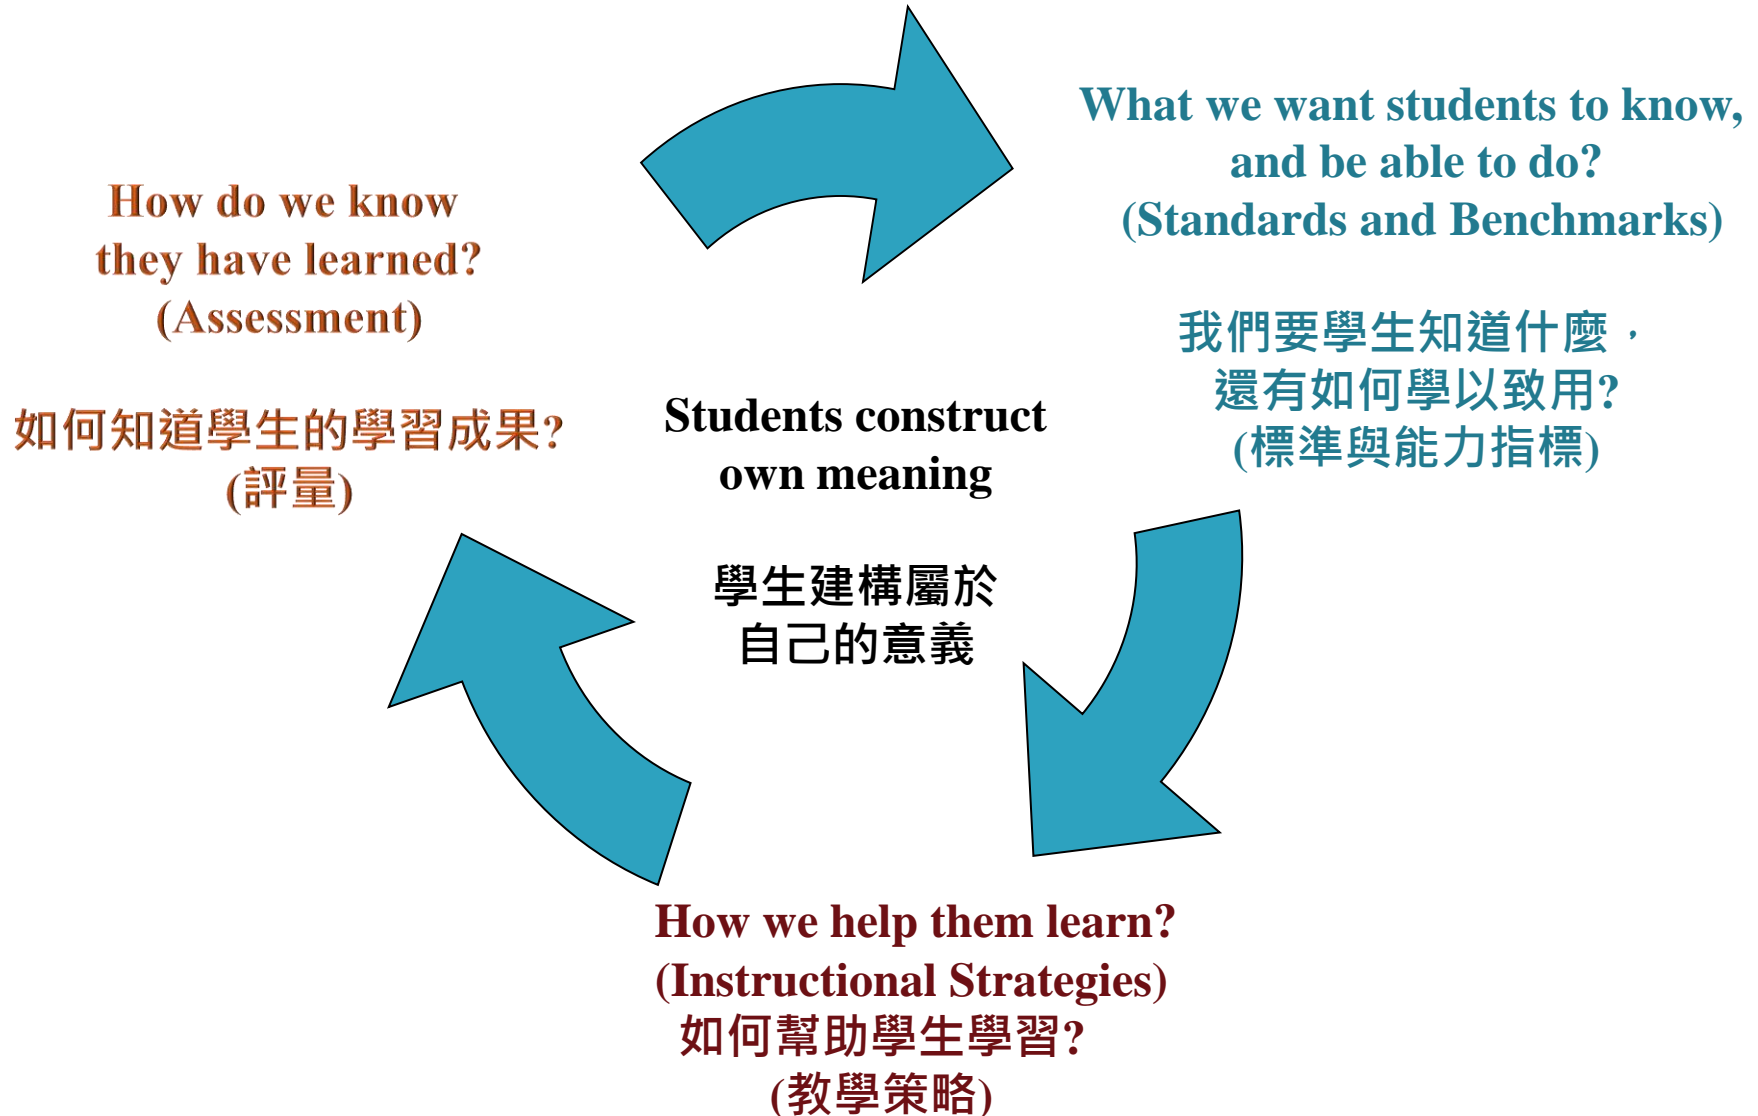 How do we know
they have learned?
(Assessment)
如何知道學生的學習成果?
(評量)
What we want students to know,
and be able to do?
(Standards and Benchmarks)
我們要學生知道什麼，
還有如何學以致用?
(標準與能力指標)
Students construct
own meaning
學生建構屬於
自己的意義
How we help them learn?
(Instructional Strategies)
如何幫助學生學習?
(教學策略)